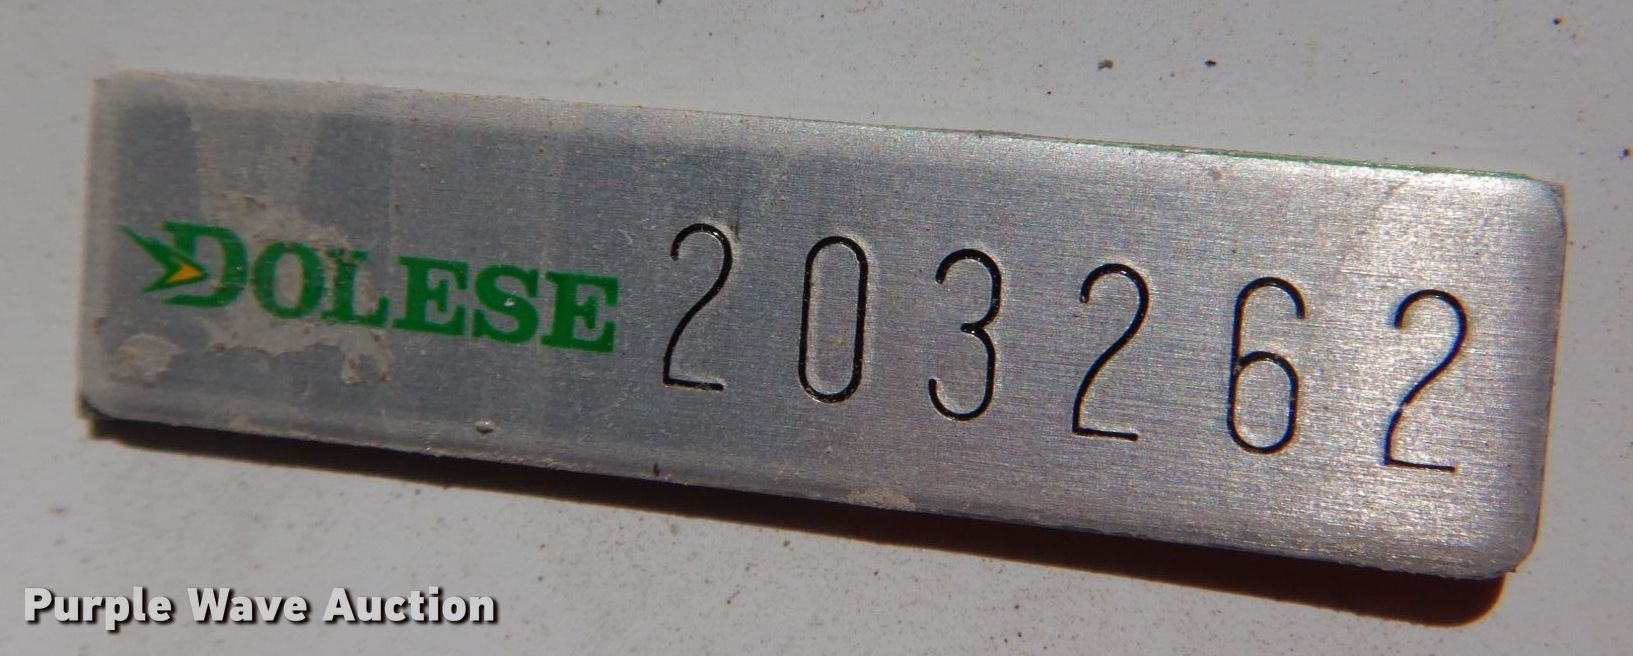 DOLESE 203262
Purple Wave Auction